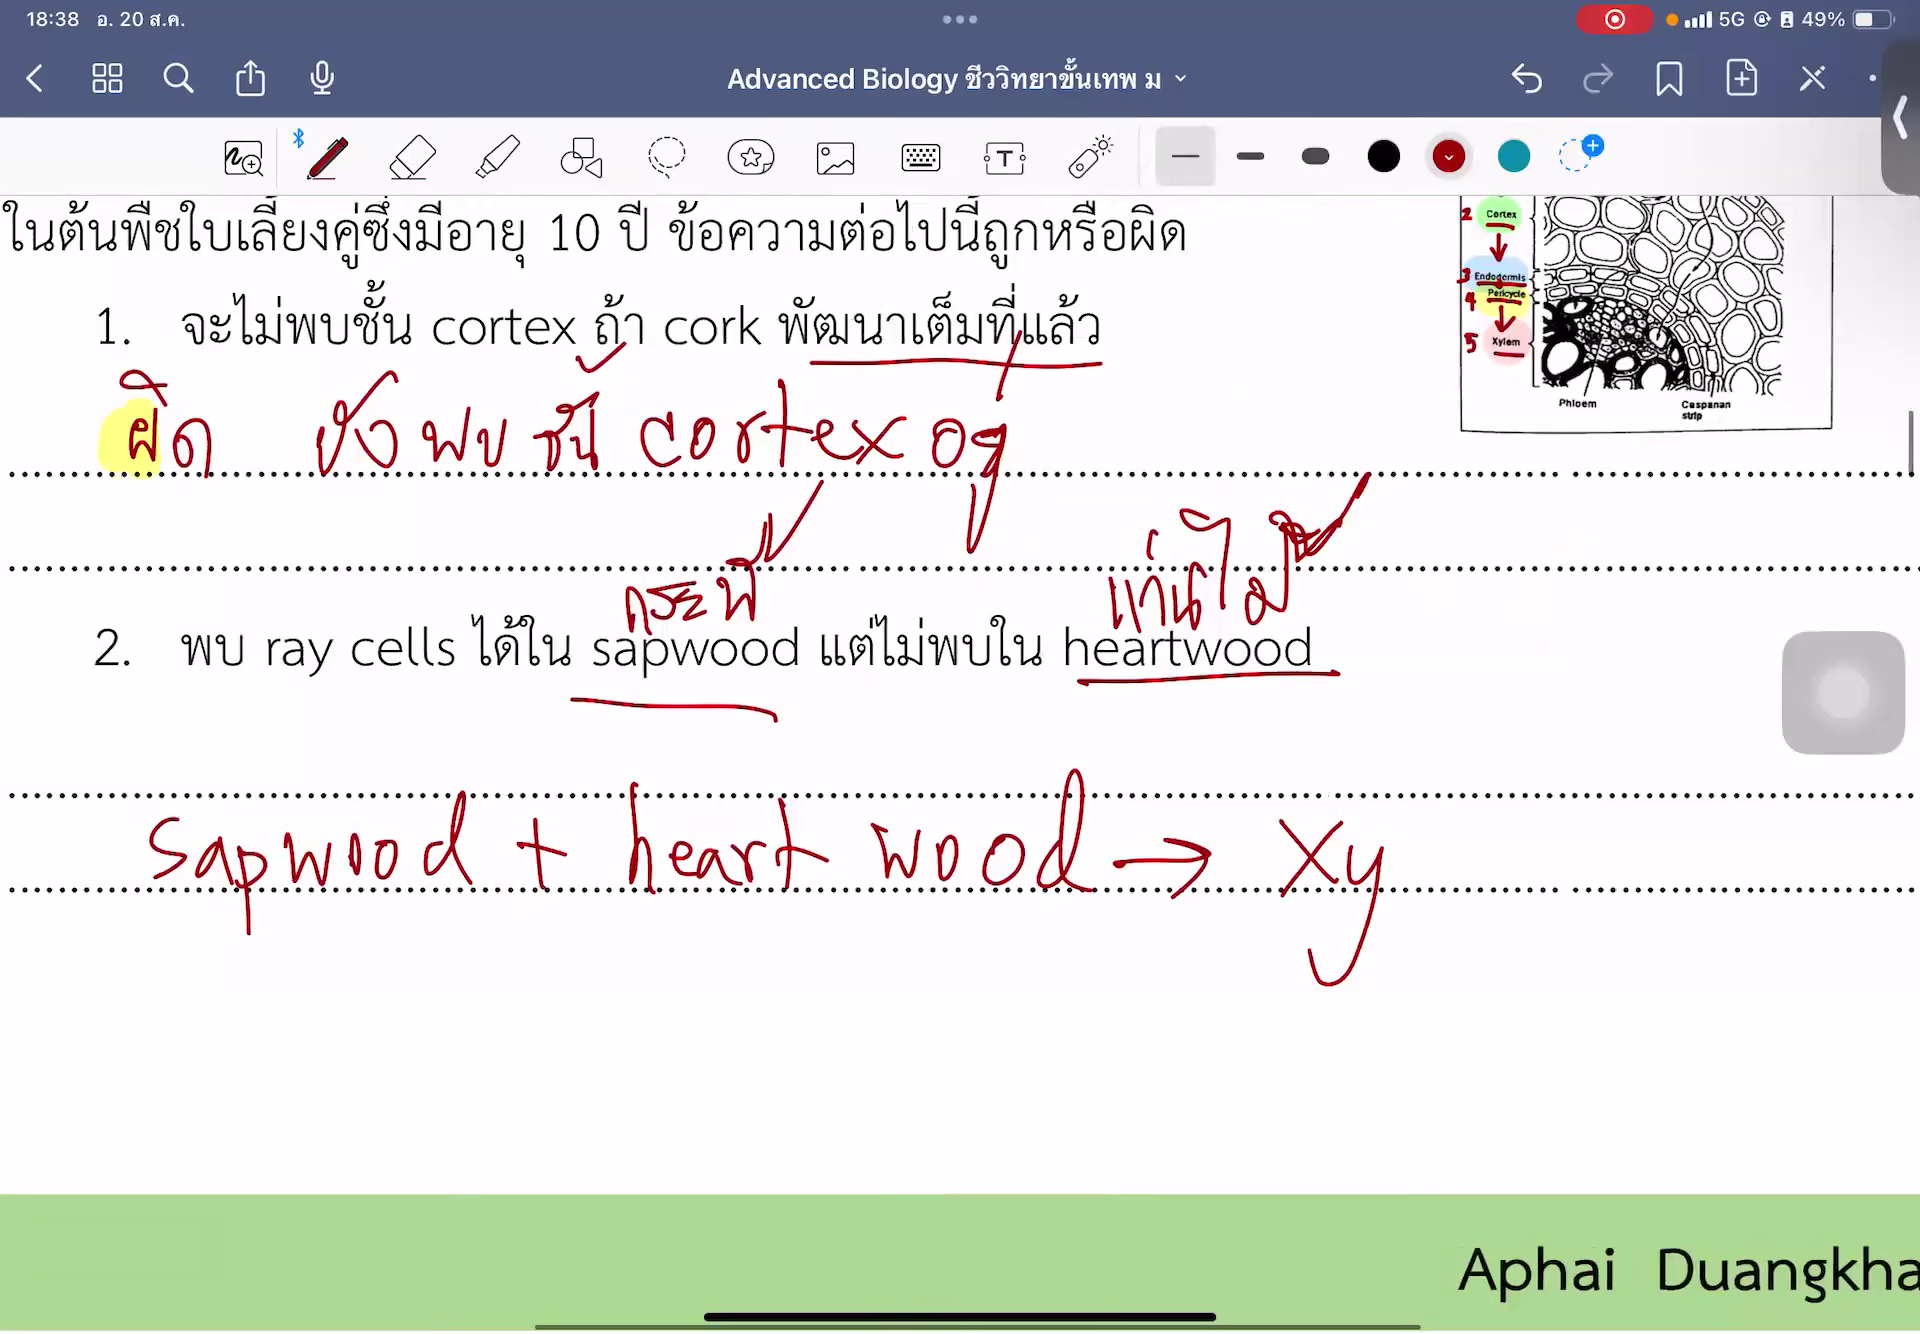 18:38 อ. 20 ส.ค.
5G 49%
Advanced Biology ชีววิทยาขั้นเทพ ม
ในต้นพืชใบเลี้ยงคู่ซึ่งมีอายุ 10 ปี ข้อความต่อไปนี้ถูกหรือผิด
2 Cortex
3 Endodermis
4 Pericycle
5 Xylem
Phloem
Casparian strip
1. จะไม่พบชั้น cortex ถ้า cork พัฒนาเต็มที่แล้ว
ผิด ยังพบชั้น cortex อยู่
กระพี้ แก่นไม้
2. พบ ray cells ได้ใน sapwood แต่ไม่พบใน heartwood
Sapwood + heart wood → Xy
Aphai Duangkha